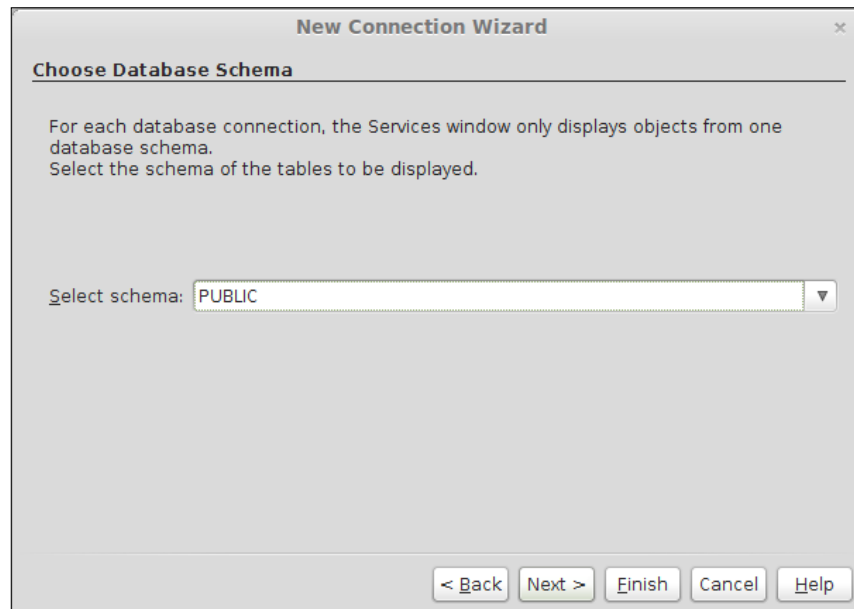 New Connection Wizard
Choose Database Schema
For each database connection, the Services window only displays objects from one
database schema.
Select the schema of the tables to be displayed.
Select schema: PUBLIC
< Back Next > Finish Cancel Help